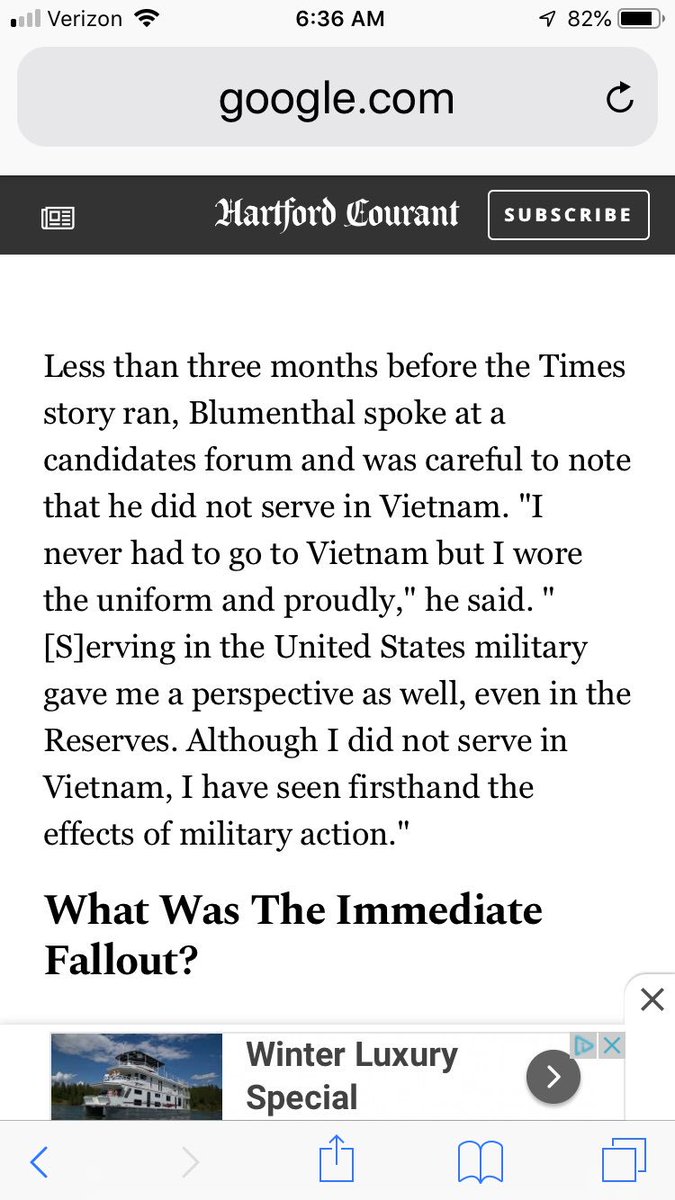 Verizon 6:36 AM 82%
google.com
Hartford Courant SUBSCRIBE
Less than three months before the Times
story ran, Blumenthal spoke at a
candidates forum and was careful to note
that he did not serve in Vietnam. "I
never had to go to Vietnam but I wore
the uniform and proudly," he said. "
[S]erving in the United States military
gave me a perspective as well, even in the
Reserves. Although I did not serve in
Vietnam, I have seen firsthand the
effects of military action."
What Was The Immediate
Fallout?
Winter Luxury
Special